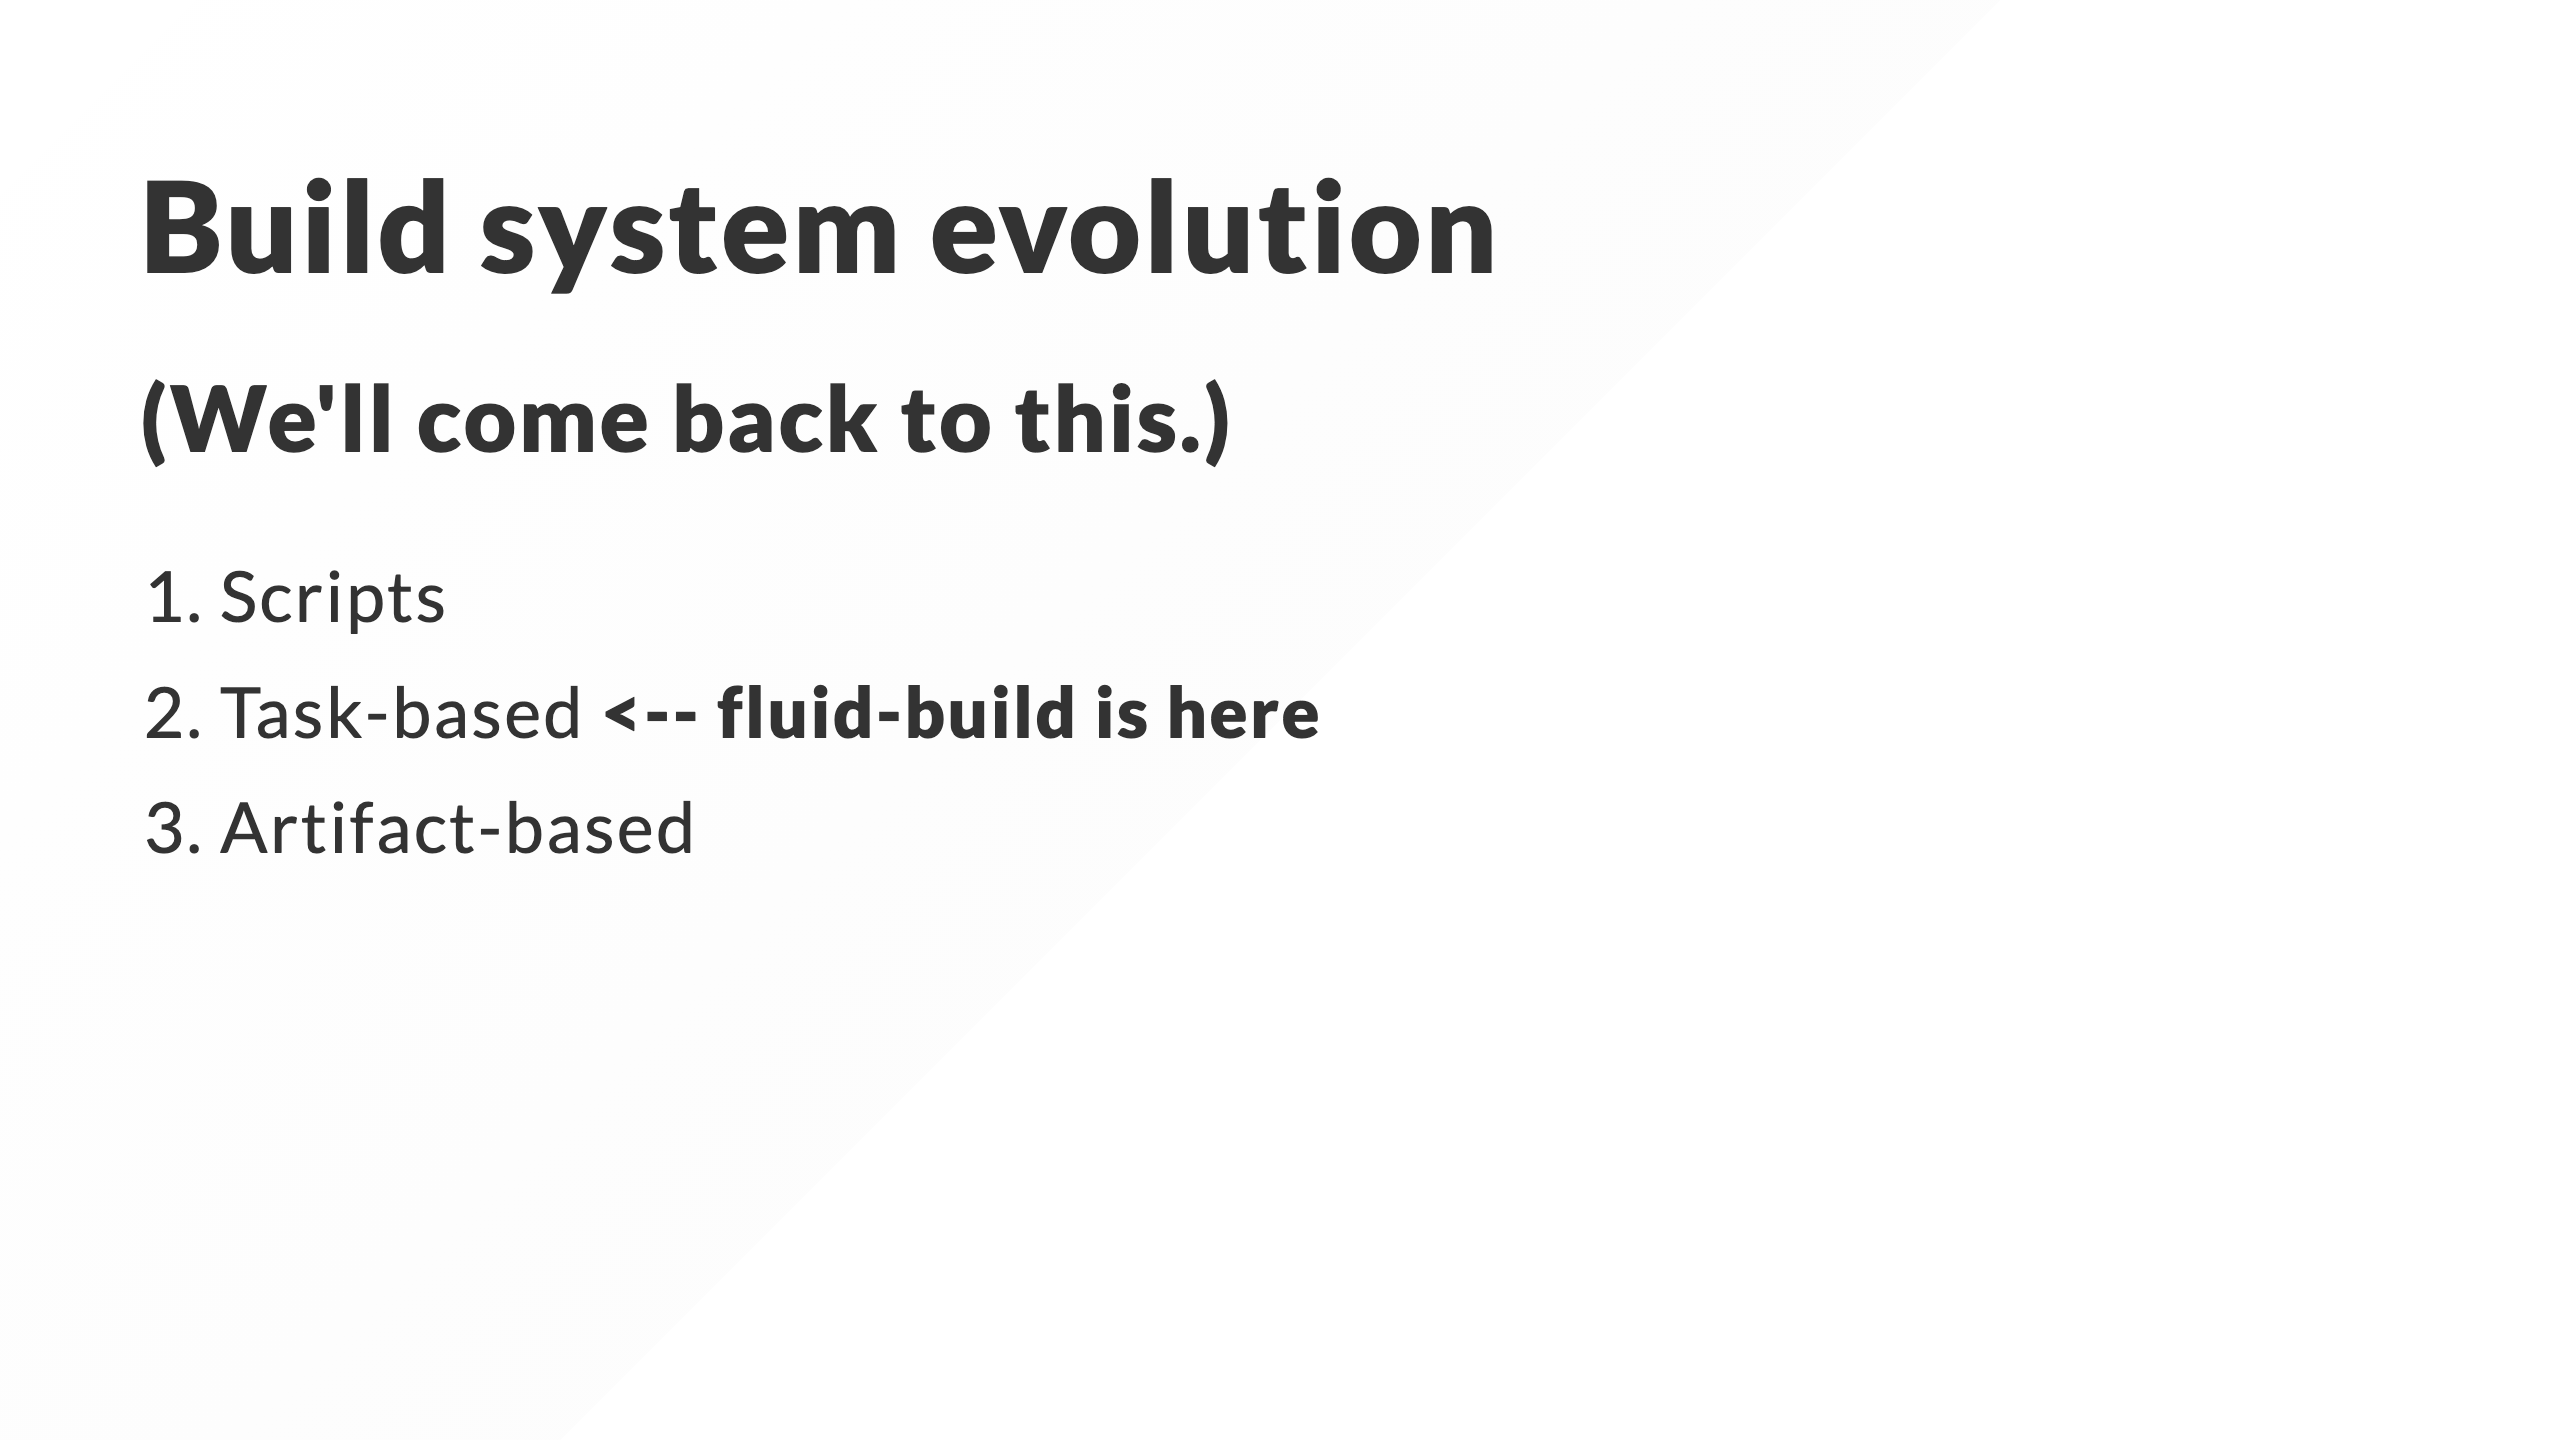 Build system evolution
(We'll come back to this.)
1. Scripts
2. Task-based <-- fluid-build is here
3. Artifact-based